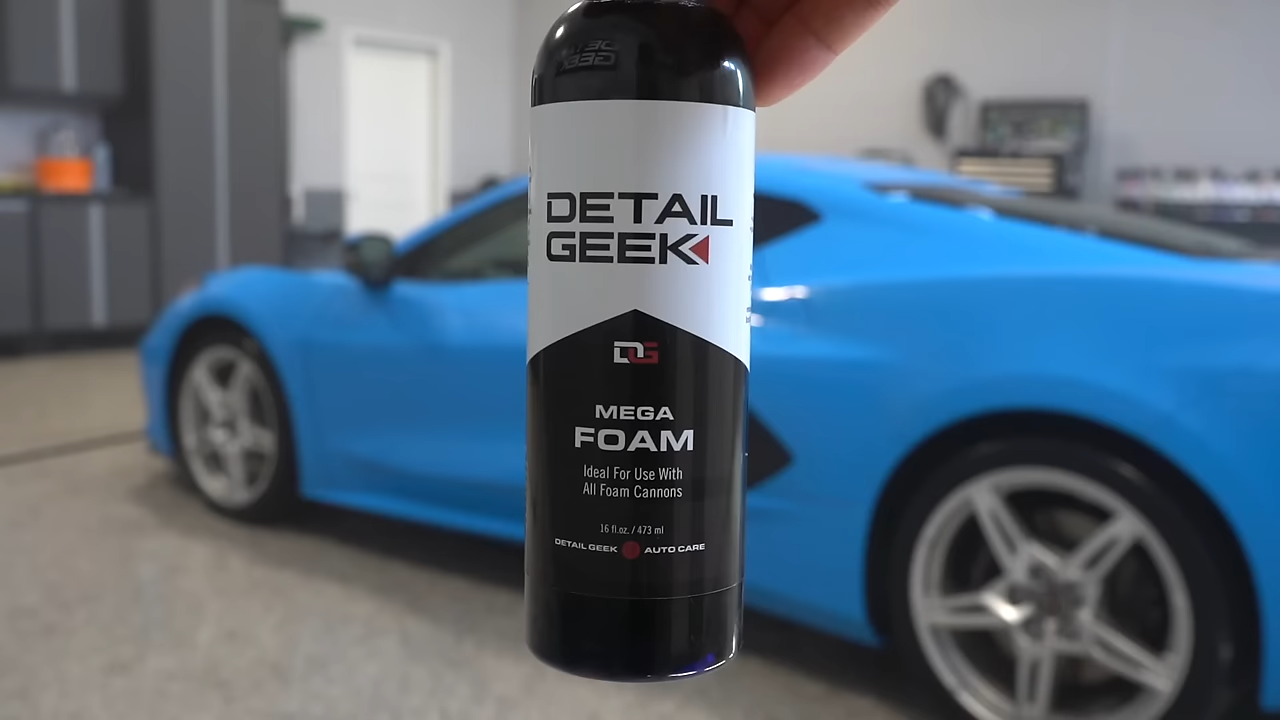 DETAIL
GEEK
DG
MEGA
FOAM
Ideal For Use With
All Foam Cannons
16 fl.oz. / 473 ml
DETAIL GEEK AUTO CARE